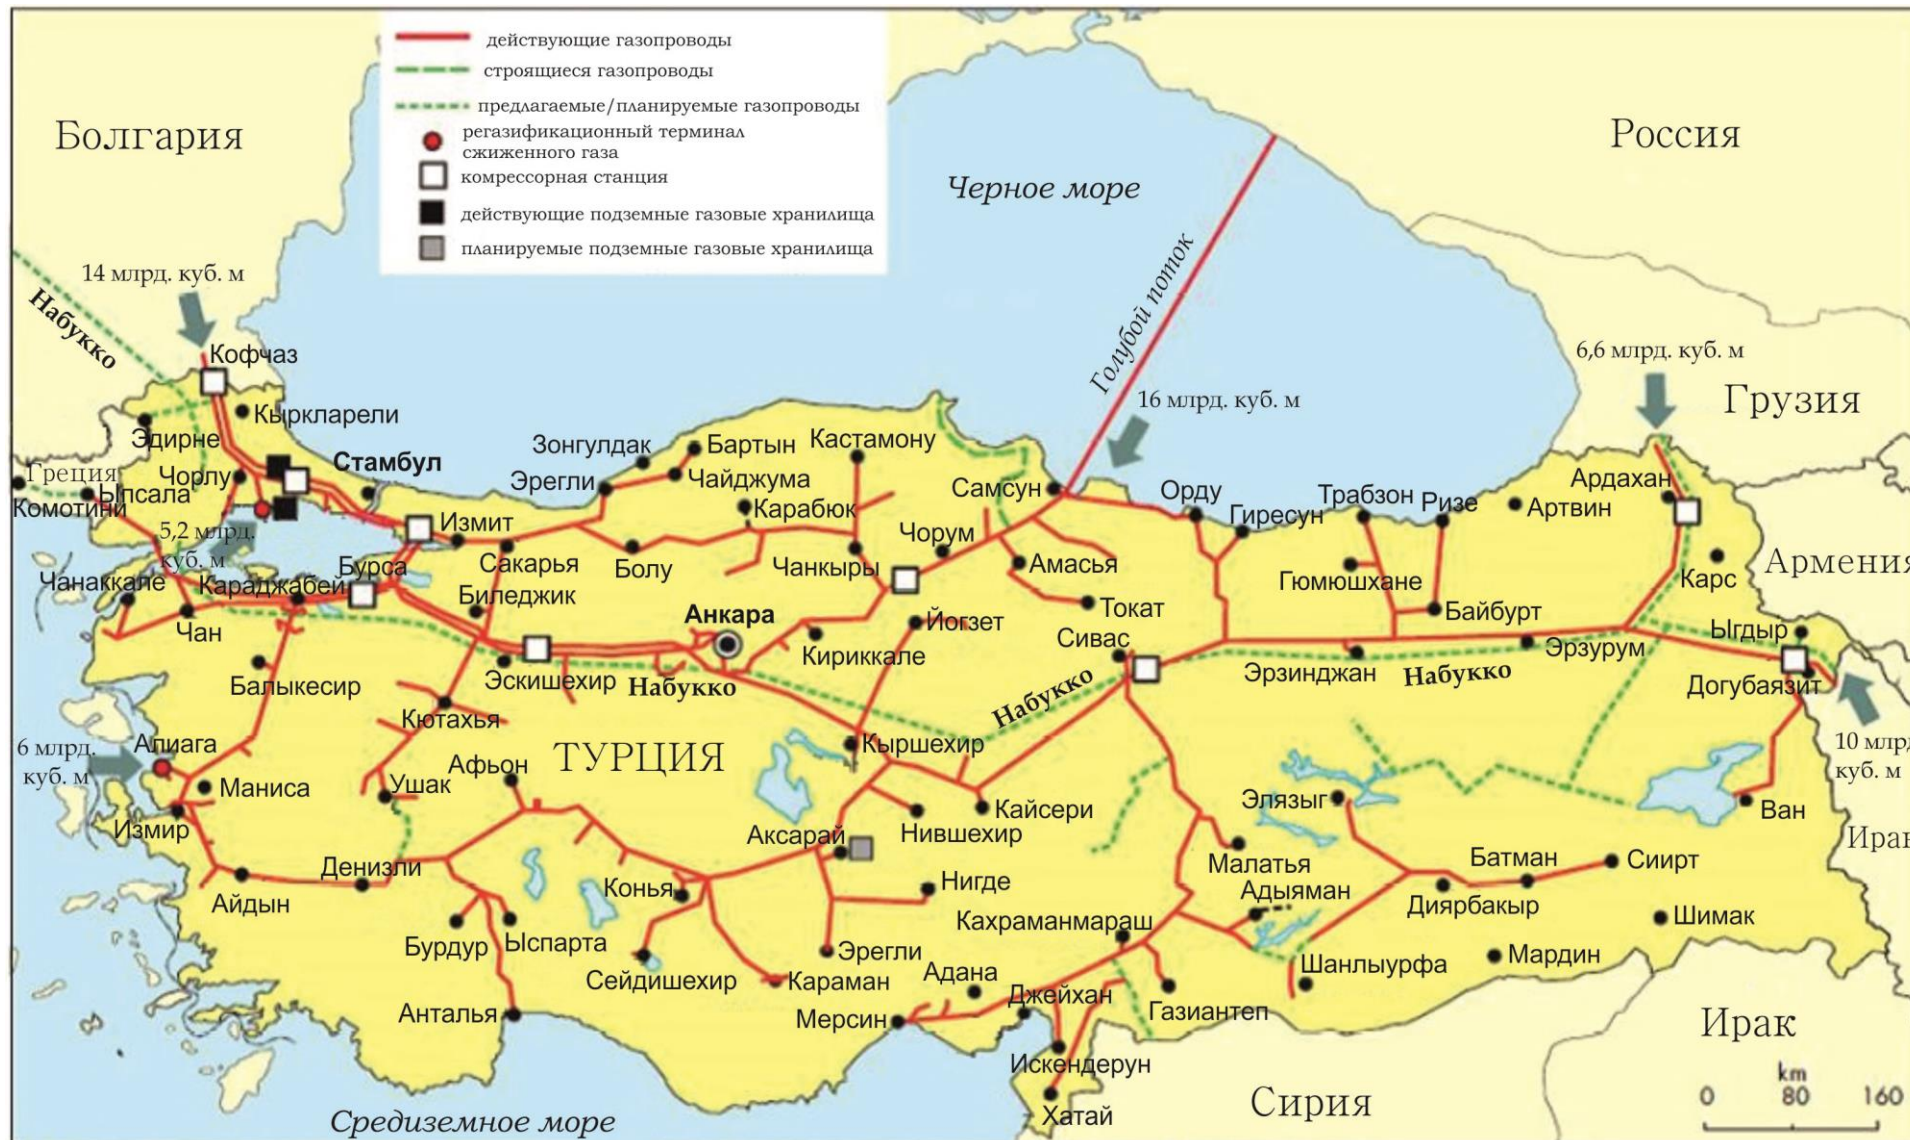 действующие газопроводы
строящиеся газопроводы
предлагаемые/планируемые газопроводы
регазификационный терминал
сжиженного газа
комрессорная станция
действующие подземные газовые хранилища
планируемые подземные газовые хранилища
Болгария
Россия
Черное море
14 млрд. куб. м
Набукко
Голубой поток
6,6 млрд. куб. м
Кофчаз
16 млрд. куб. м
Грузия
Кыркларели
Эдирне
Зонгулдак
Бартын
Кастамону
Греция
Чорлу
Стамбул
Эрегли
Чайджума
Самсун
Орду
Трабзон
Ризе
Ардахан
Ыпсала
Комотини
Карабюк
Артвин
Гиресун
Измит
Чорум
5,2 млрд.
куб. м
Сакарья
Болу
Чанкыры
Амасья
Гюмюшхане
Карс
Армения
Чанаккале
Караджабей
Бурса
Биледжик
Токат
Байбурт
Чан
Анкара
Йогзет
Сивас
Ыгдыр
Кириккале
Эрзинджан
Эрзурум
Балыкесир
Эскишехир
Набукко
Набукко
Набукко
Догубаязит
Кютахья
6 млрд.
куб. м
Алиага
Афьон
ТУРЦИЯ
Кыршехир
10 млрд
куб. м
Маниса
Ушак
Кайсери
Элязыг
Ван
Измир
Аксарай
Нившехир
Иран
Малатья
Батман
Сиирт
Денизли
Конья
Нигде
Адыяман
Айдын
Диярбакыр
Кахраманмараш
Шимак
Бурдур
Ыспарта
Эрегли
Мардин
Сейдишехир
Караман
Адана
Шанлыурфа
Джейхан
Газиантеп
Анталья
Мерсин
Ирак
Искендерун
Хатай
Сирия
Средиземное море
km
0 80 160